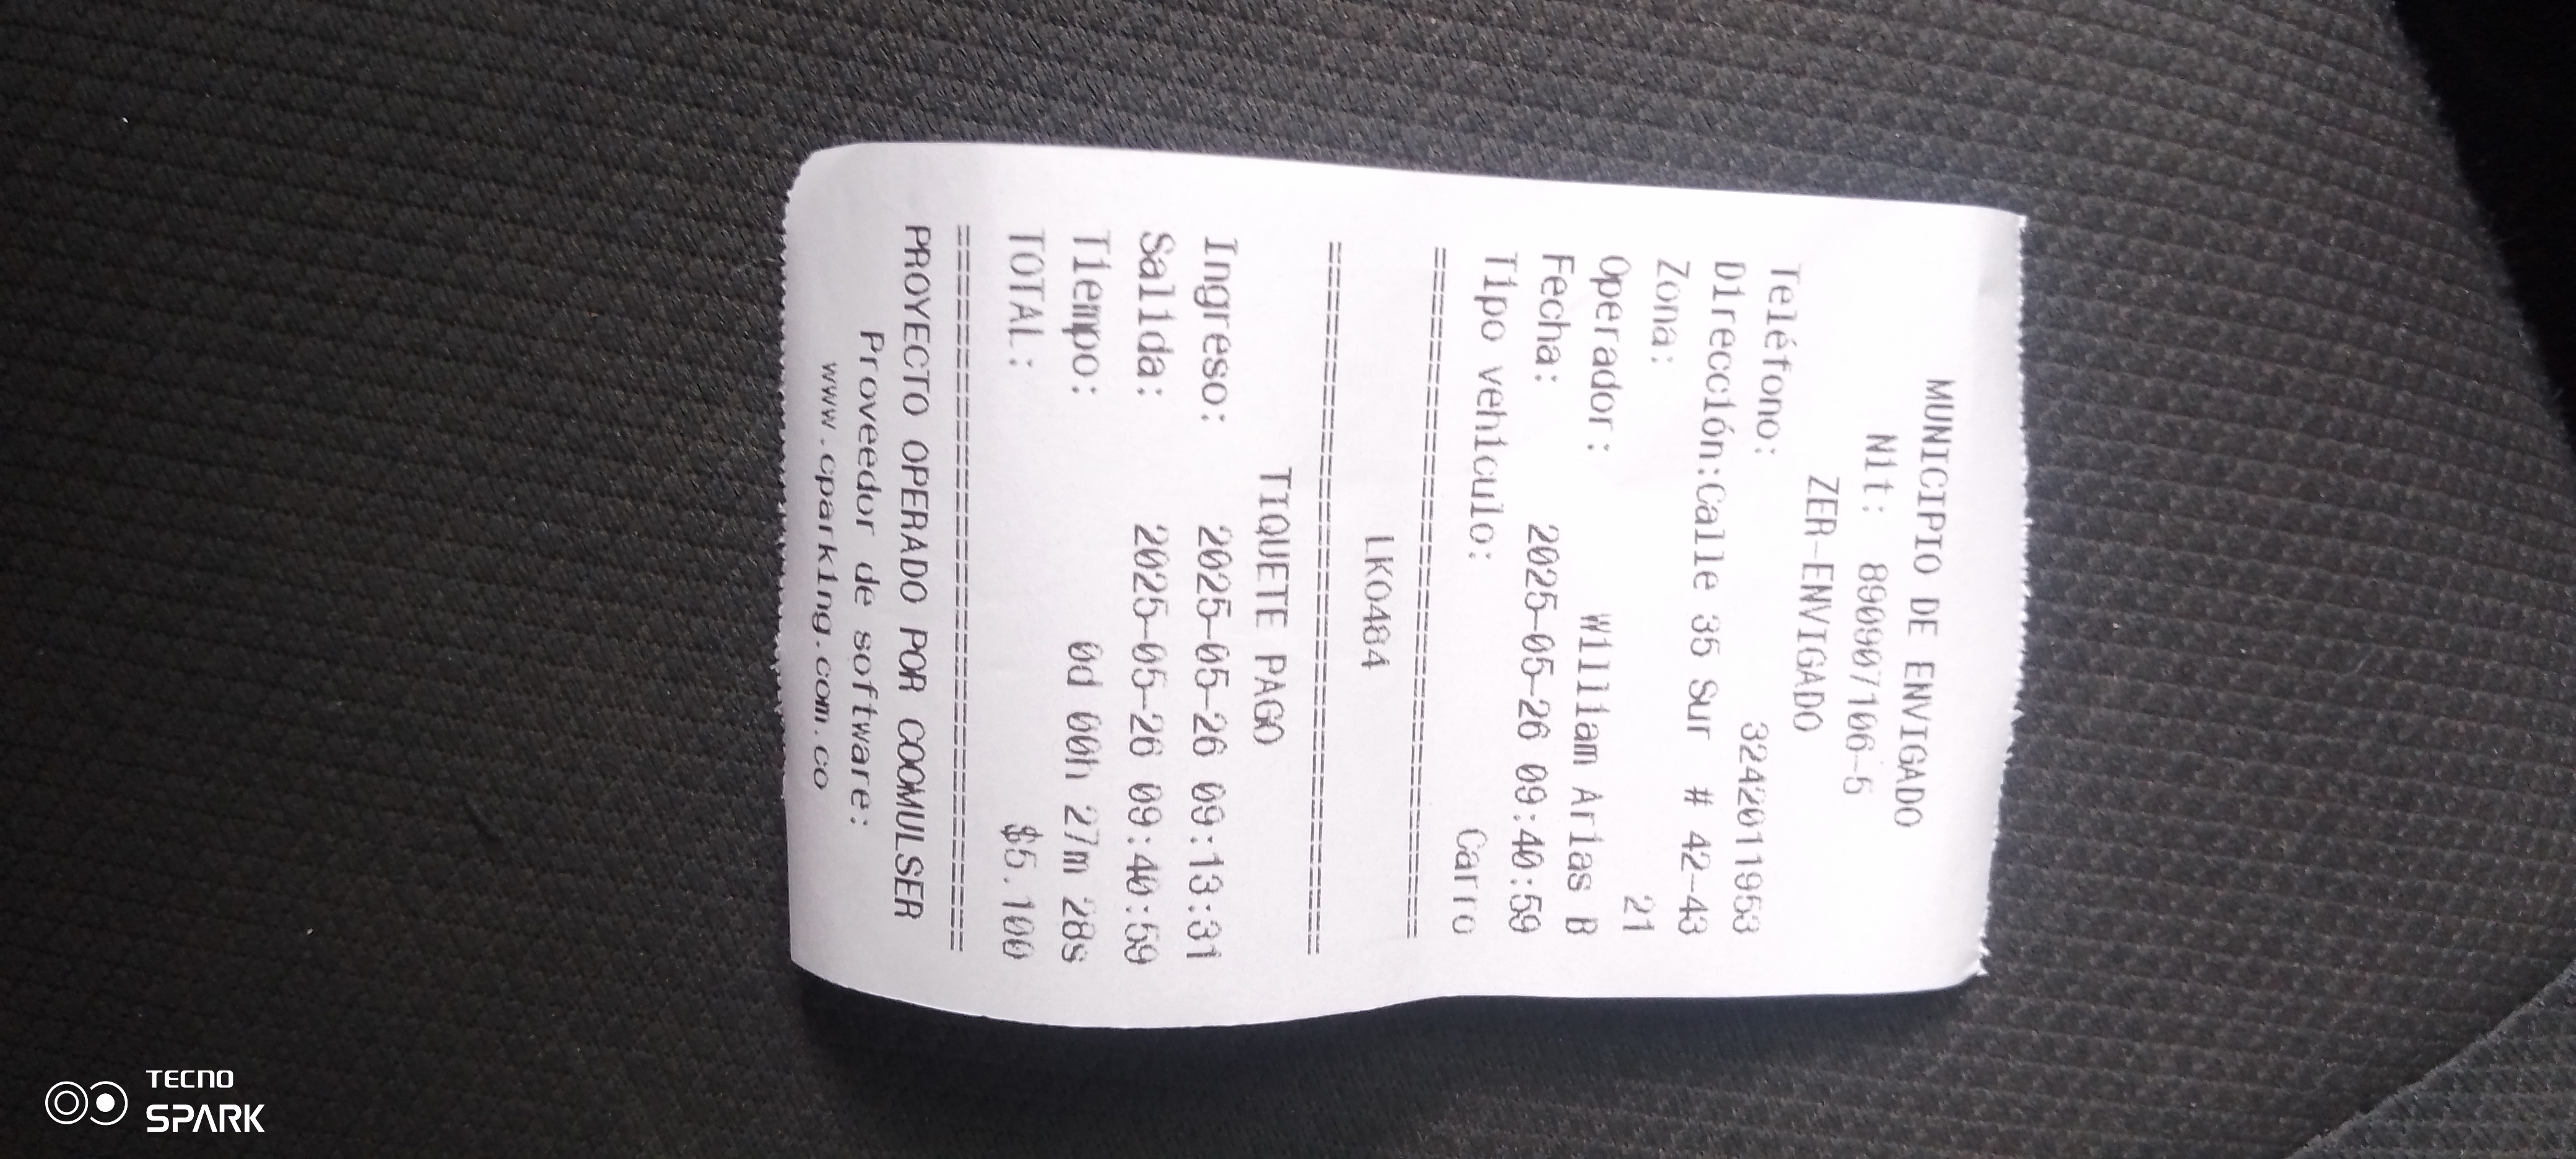 MUNICIPIO DE ENVIGADO
Nit: 890907106-5
ZER-ENVIGADO
Teléfono: 3242011953
Dirección:Calle 35 Sur # 42-43
Zona: 21
Operador: William Arias B
Fecha: 2025-05-26 09:40:59
Tipo vehículo: Carro
================================
LKO484
================================
TIQUETE PAGO
Ingreso: 2025-05-26 09:13:31
Salida: 2025-05-26 09:40:59
Tiempo: 0d 00h 27m 28s
TOTAL: $5.100
================================
PROYECTO OPERADO POR COOMULSER
Proveedor de software:
www.cparking.com.co
TECNO
SPARK